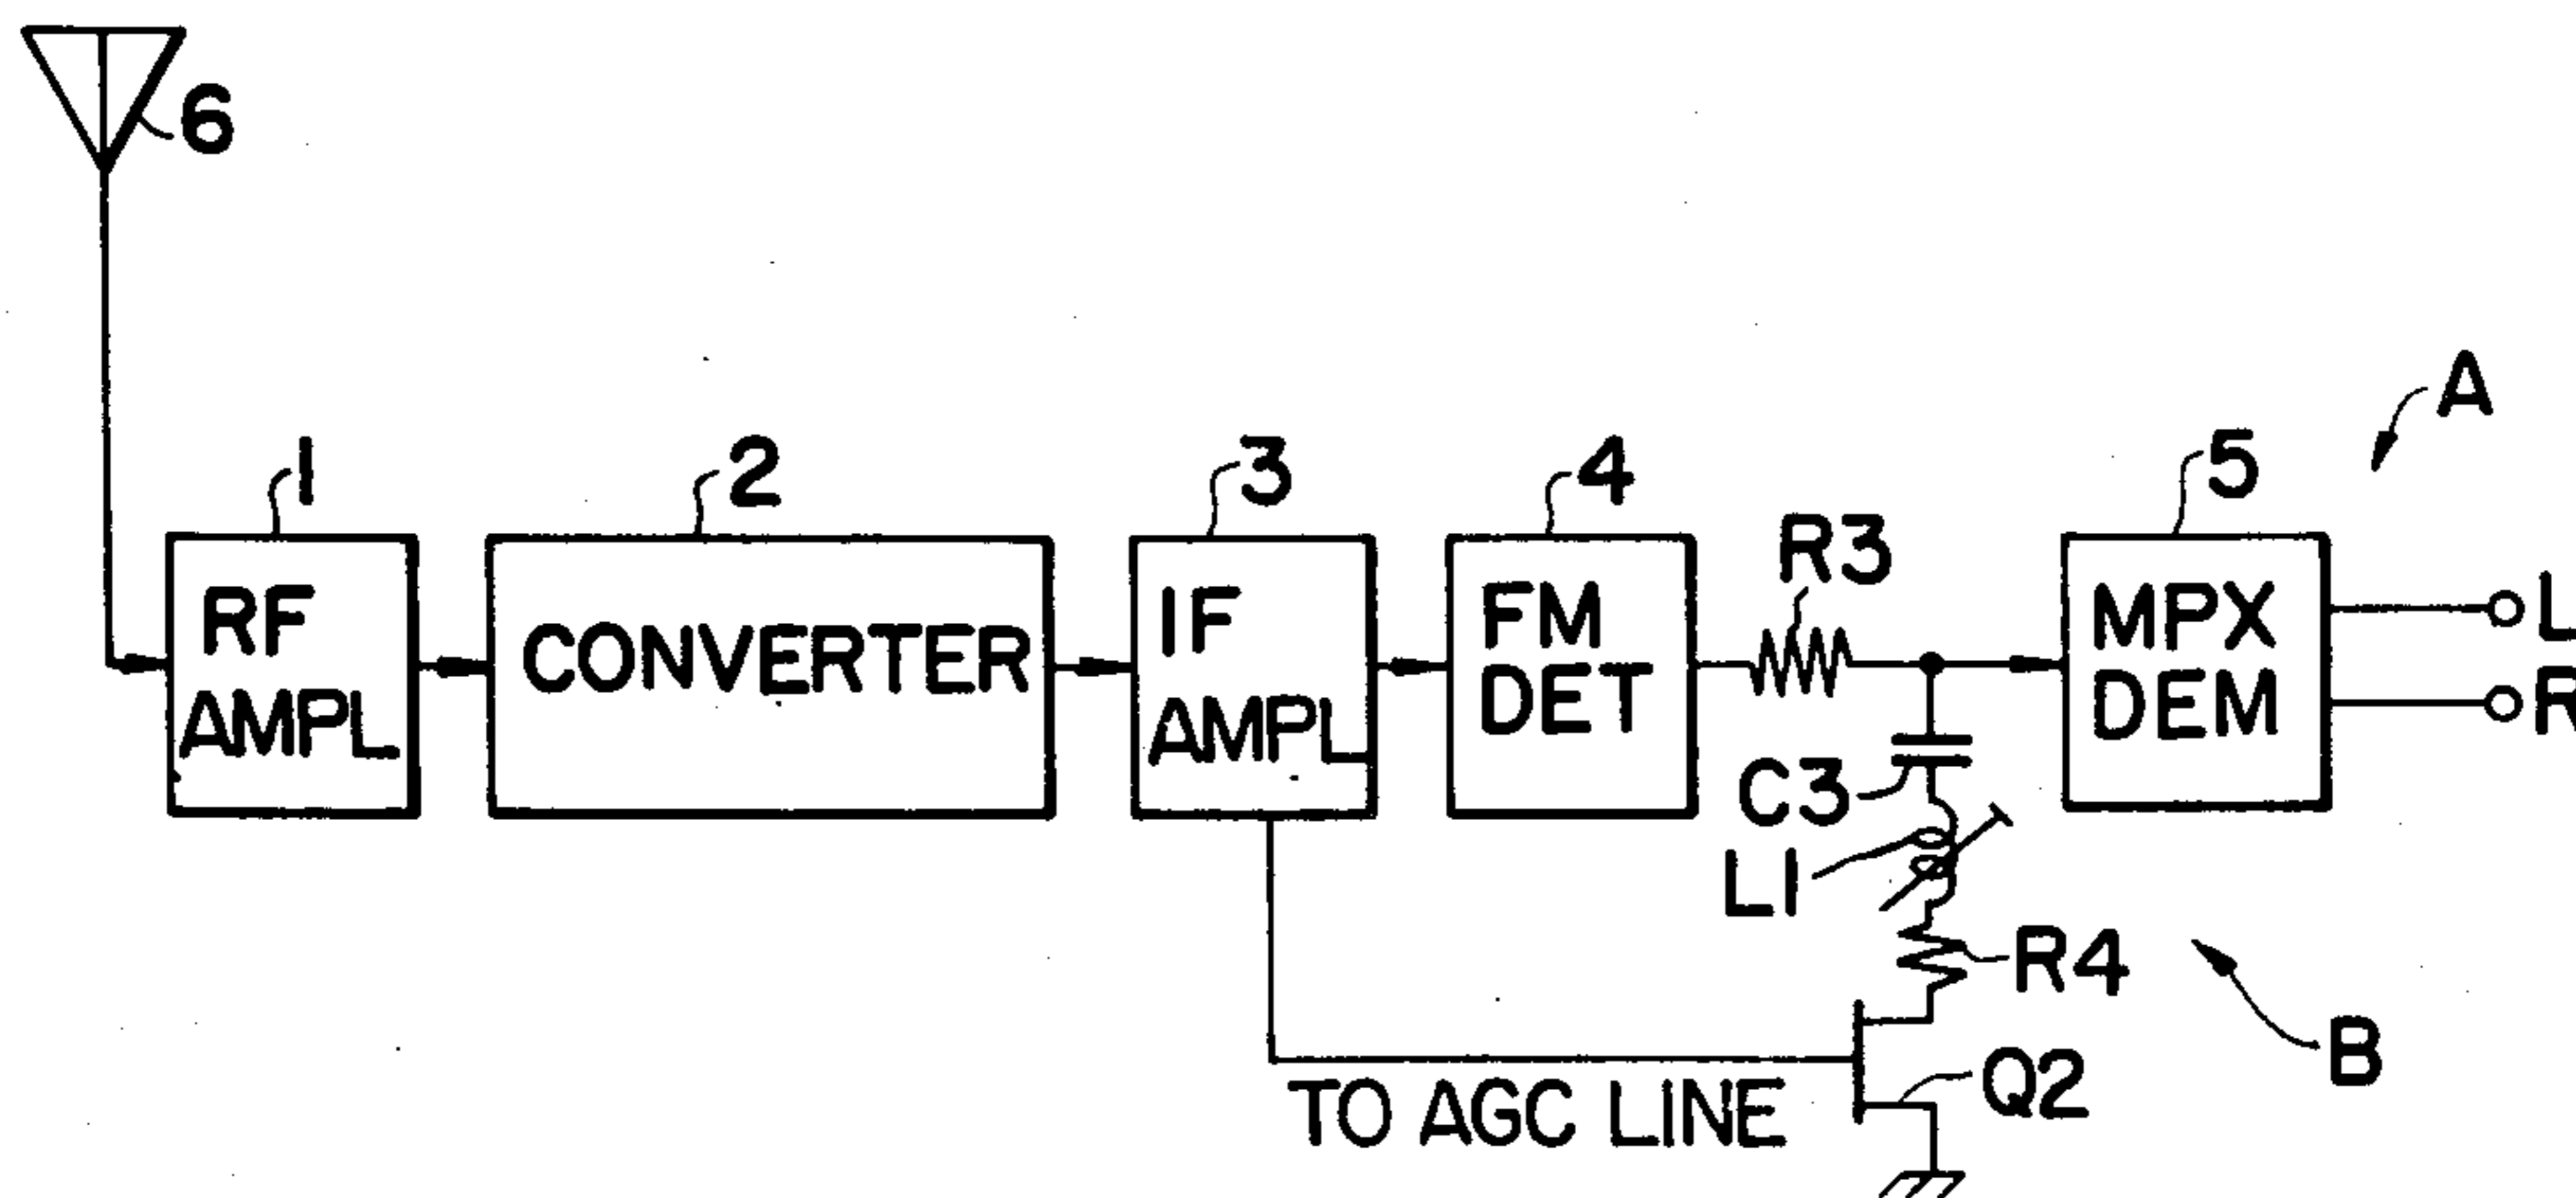 6
1
2
3
4
5
A
RF
AMPL
CONVERTER
IF
AMPL
FM
DET
R3
MPX
DEM
L
R
C3
L1
R4
B
Q2
TO AGC LINE